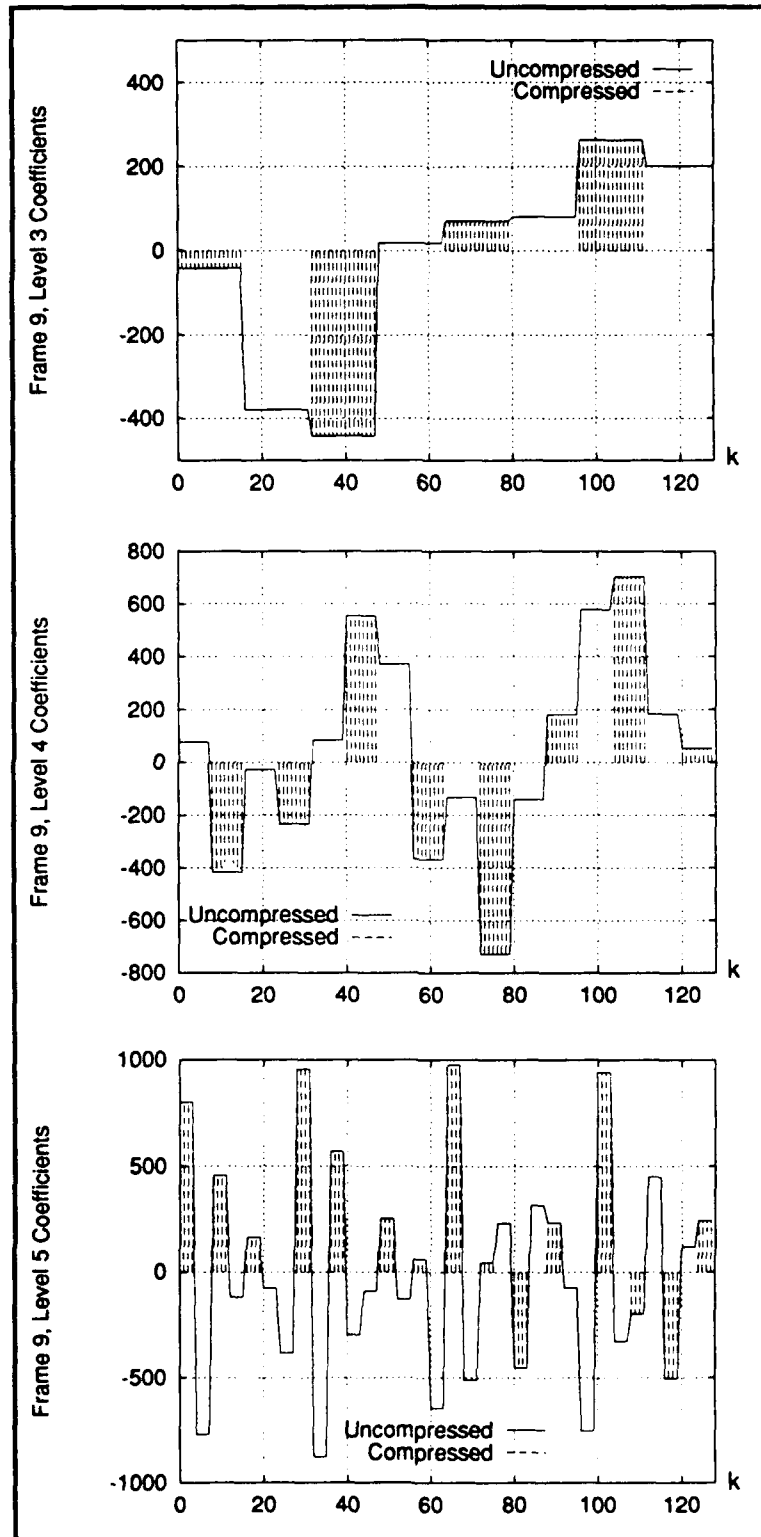 Frame 9, Level 3 Coefficients
400
200
0
-200
-400
Uncompressed
Compressed
0 20 40 60 80 100 120
k
Frame 9, Level 4 Coefficients
800
600
400
200
0
-200
-400
-600
-800
Uncompressed
Compressed
0 20 40 60 80 100 120
k
Frame 9, Level 5 Coefficients
1000
500
0
-500
-1000
Uncompressed
Compressed
0 20 40 60 80 100 120
k